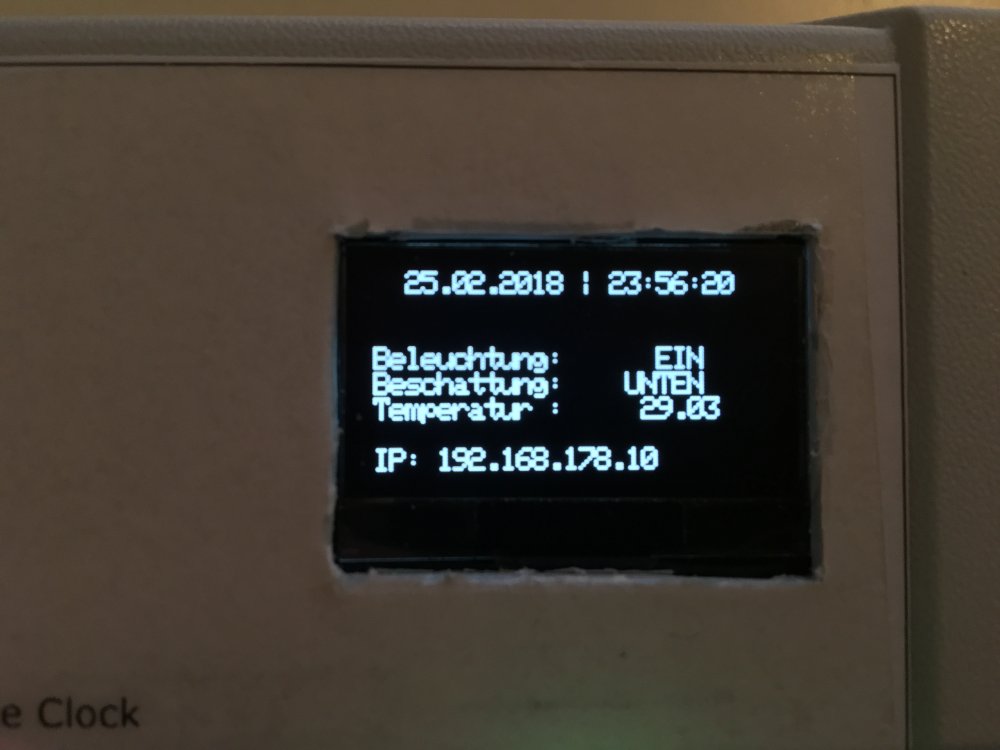 25.02.2018 | 23:56:20
Beleuchtung: EIN
Beschattung: UNTEN
Temperatur : 29.03
IP: 192.168.178.10
e Clock